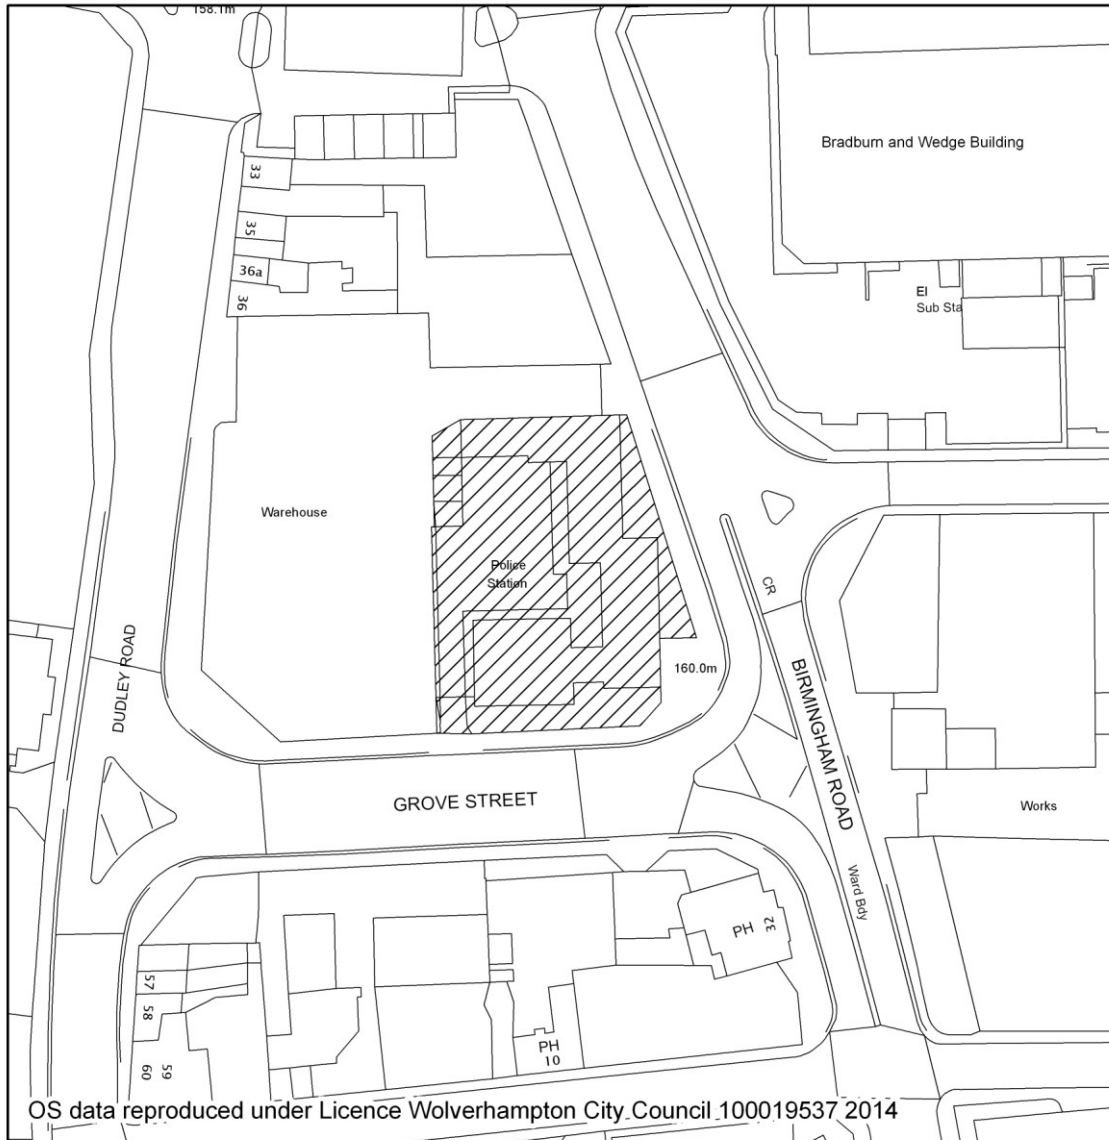 158.1m
Bradburn and Wedge Building
33
35
36a
36
El
Sub Sta
Warehouse
Police
Station
CR
DUDLEY ROAD
160.0m
BIRMINGHAM ROAD
GROVE STREET
Works
Ward Bdy
PH
32
57
58
PH
10
59
60
OS data reproduced under Licence Wolverhampton City Council 100019537 2014